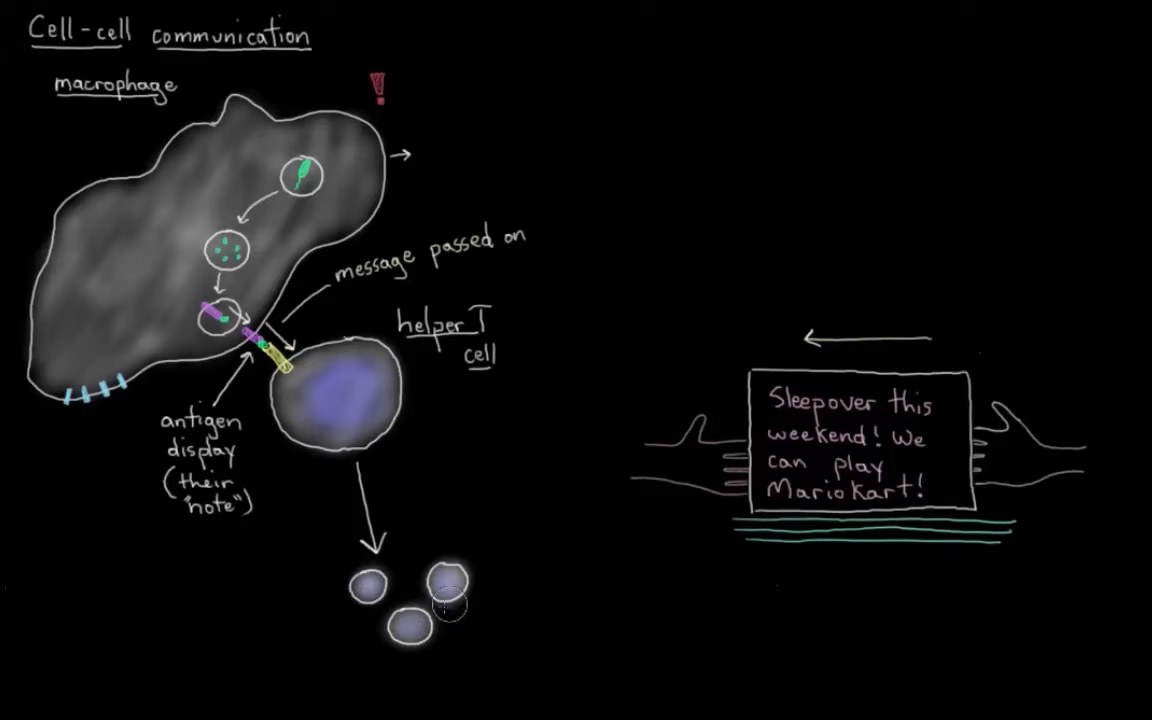 Cell-cell communication
macrophage
!
message passed on
helper T
cell
antigen
display
(their
"note")
Sleepover this
weekend! We
can play
MarioKart!